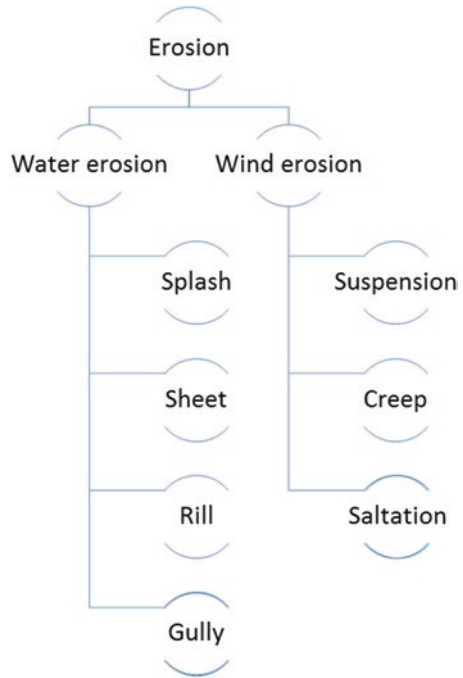 Erosion
Water erosion
Wind erosion
Splash
Suspension
Sheet
Creep
Rill
Saltation
Gully